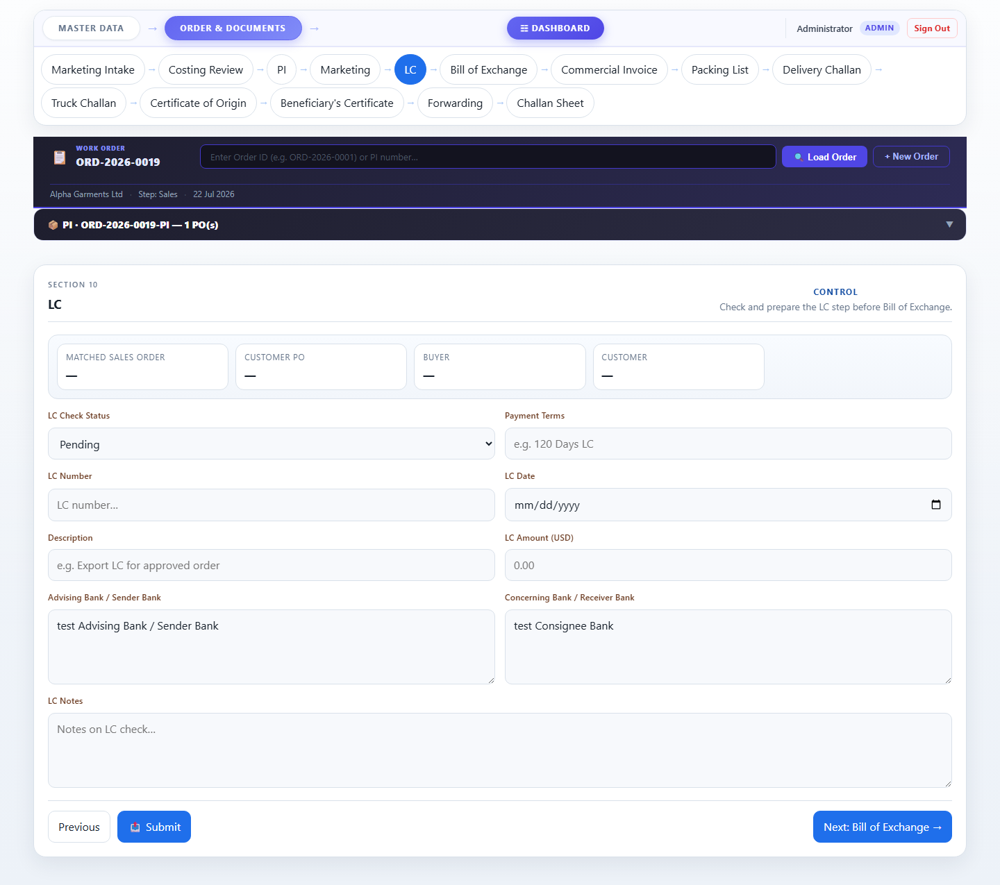 MASTER DATA → ORDER & DOCUMENTS → DASHBOARD Administrator ADMIN Sign Out
Marketing Intake → Costing Review → PI → Marketing → LC → Bill of Exchange → Commercial Invoice → Packing List → Delivery Challan →
Truck Challan → Certificate of Origin → Beneficiary's Certificate → Forwarding → Challan Sheet
WORK ORDER
ORD-2026-0019
Enter Order ID (e.g. ORD-2026-0001) or PI number...
Load Order
+ New Order
Alpha Garments Ltd · Step: Sales · 22 Jul 2026
PI · ORD-2026-0019-PI — 1 PO(s) ▼
SECTION 10
LC
CONTROL
Check and prepare the LC step before Bill of Exchange.
MATCHED SALES ORDER
—
CUSTOMER PO
—
BUYER
—
CUSTOMER
—
LC Check Status
Pending
Payment Terms
e.g. 120 Days LC
LC Number
LC number...
LC Date
mm/dd/yyyy
Description
e.g. Export LC for approved order
LC Amount (USD)
0.00
Advising Bank / Sender Bank
test Advising Bank / Sender Bank
Concerning Bank / Receiver Bank
test Consignee Bank
LC Notes
Notes on LC check...
Previous
Submit
Next: Bill of Exchange →